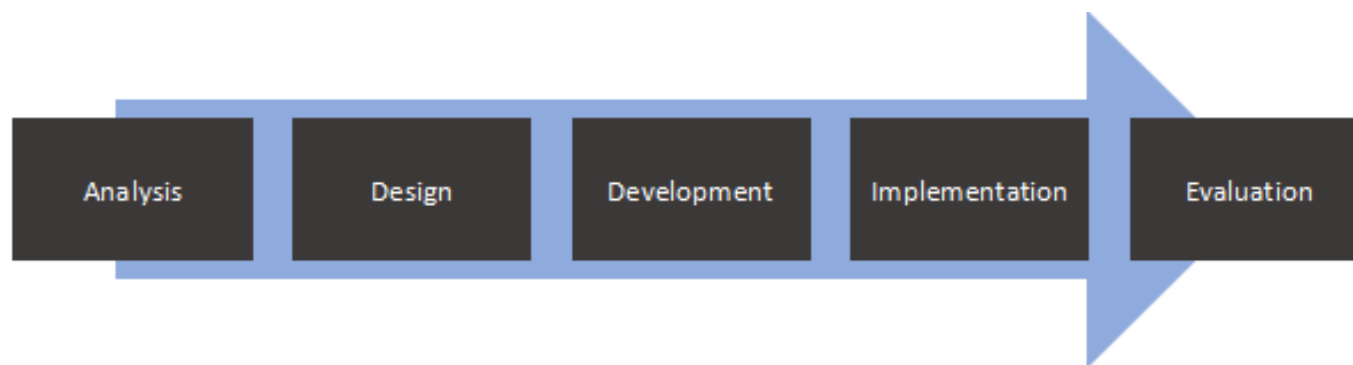 Analysis
Design
Development
Implementation
Evaluation